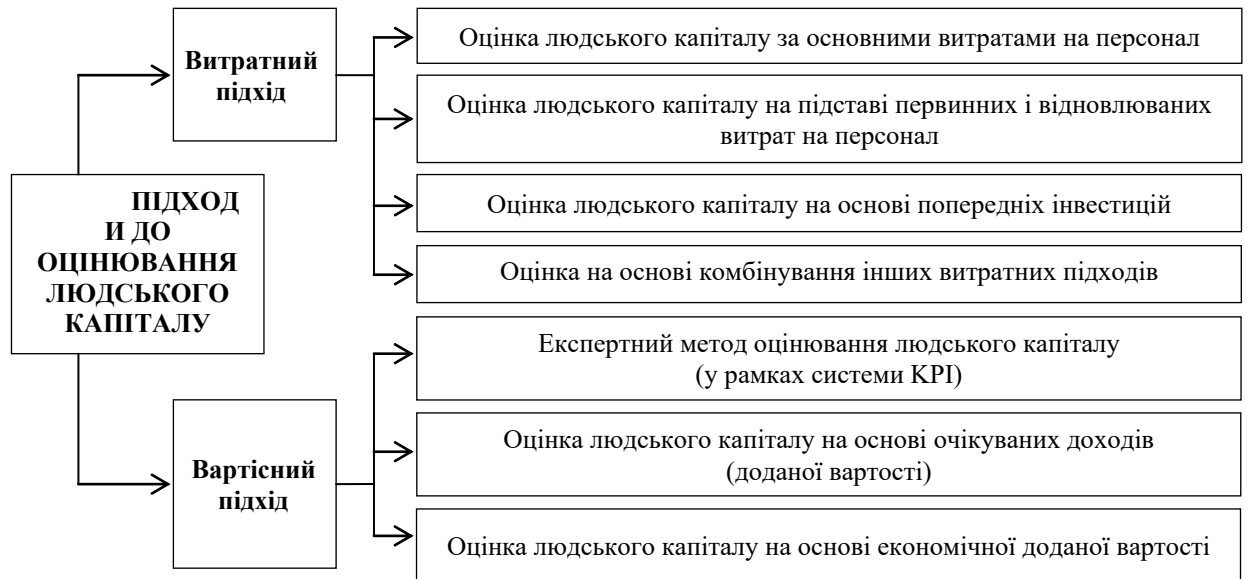 Витратний
підхід
Оцінка людського капіталу за основними витратами на персонал
Оцінка людського капіталу на підставі первинних і відновлюваних
витрат на персонал
ПІДХОД
И ДО
ОЦІНЮВАННЯ
ЛЮДСЬКОГО
КАПІТАЛУ
Оцінка людського капіталу на основі попередніх інвестицій
Оцінка на основі комбінування інших витратних підходів
Вартісний
підхід
Експертний метод оцінювання людського капіталу
(у рамках системи KPI)
Оцінка людського капіталу на основі очікуваних доходів
(доданої вартості)
Оцінка людського капіталу на основі економічної доданої вартості